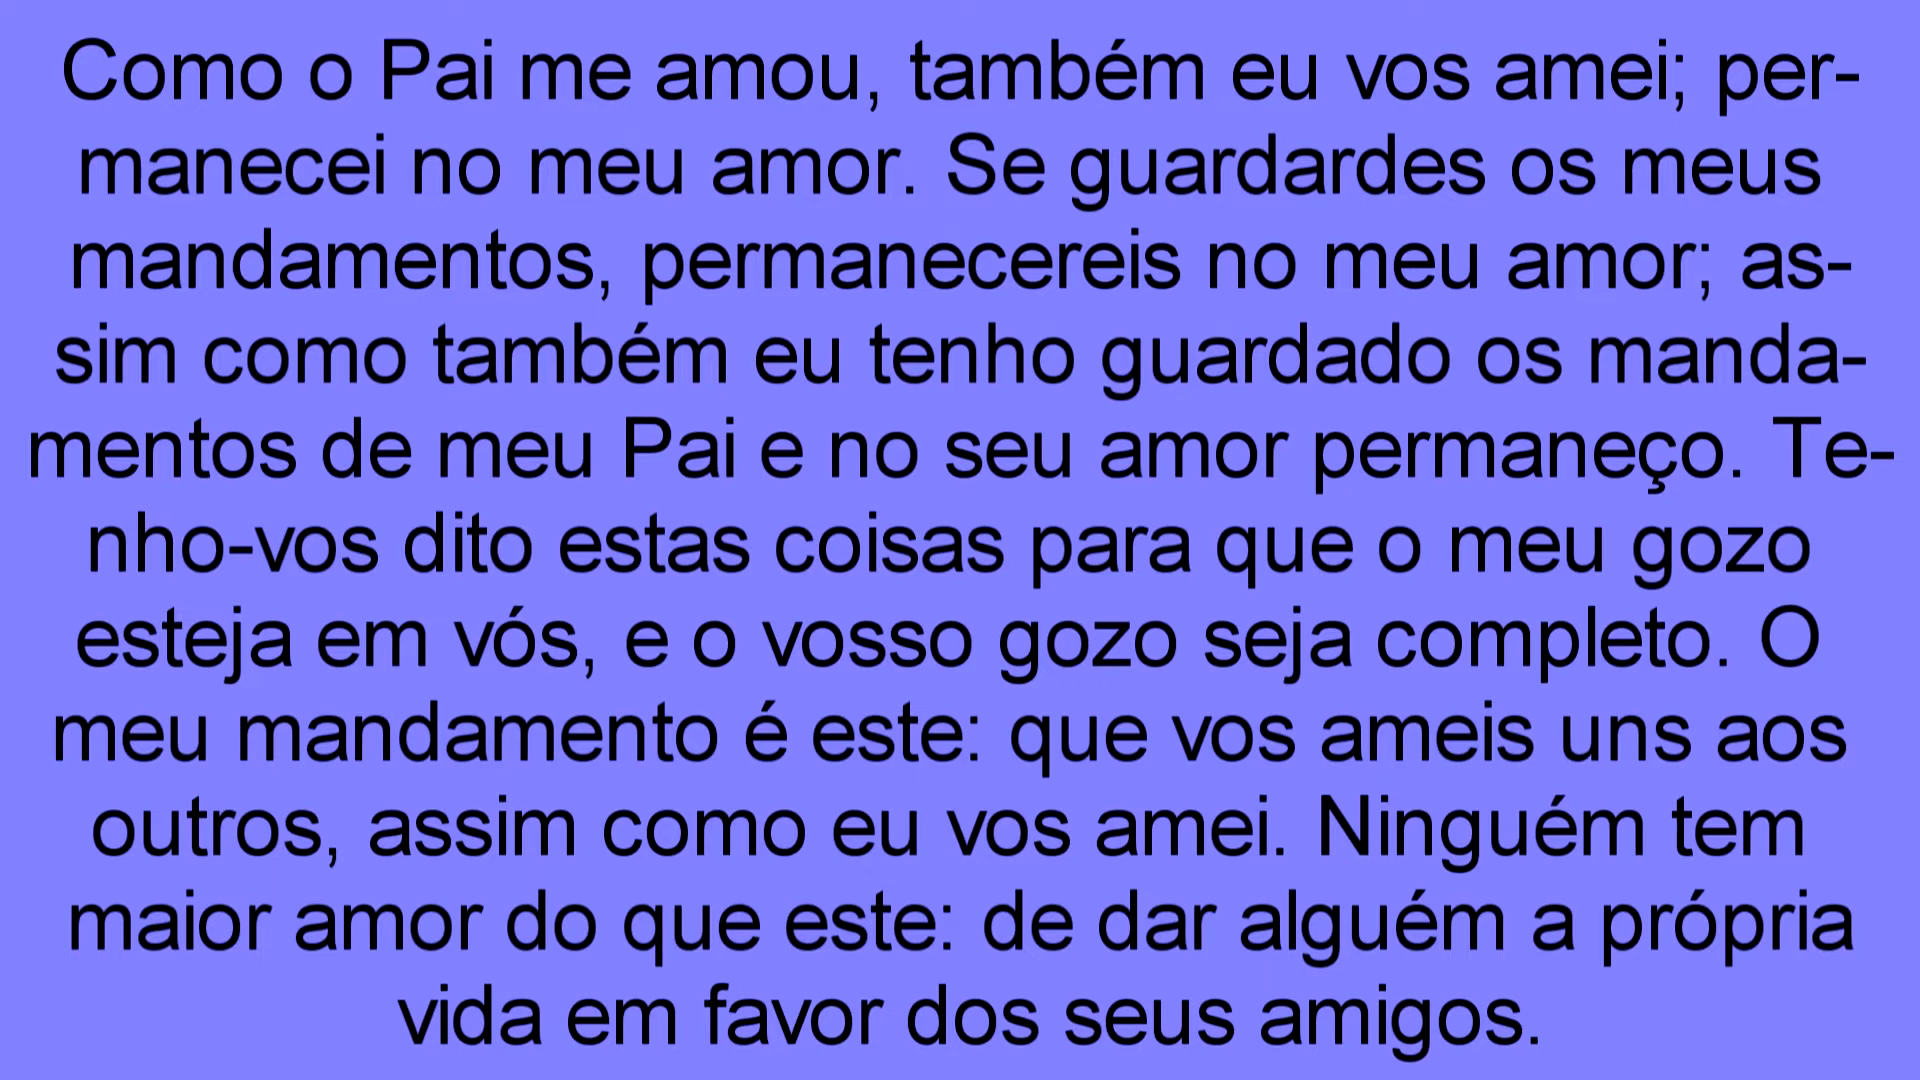 Como o Pai me amou, também eu vos amei; per-
manecei no meu amor. Se guardardes os meus
mandamentos, permanecereis no meu amor; as-
sim como também eu tenho guardado os manda-
mentos de meu Pai e no seu amor permaneço. Te-
nho-vos dito estas coisas para que o meu gozo
esteja em vós, e o vosso gozo seja completo. O
meu mandamento é este: que vos ameis uns aos
outros, assim como eu vos amei. Ninguém tem
maior amor do que este: de dar alguém a própria
vida em favor dos seus amigos.